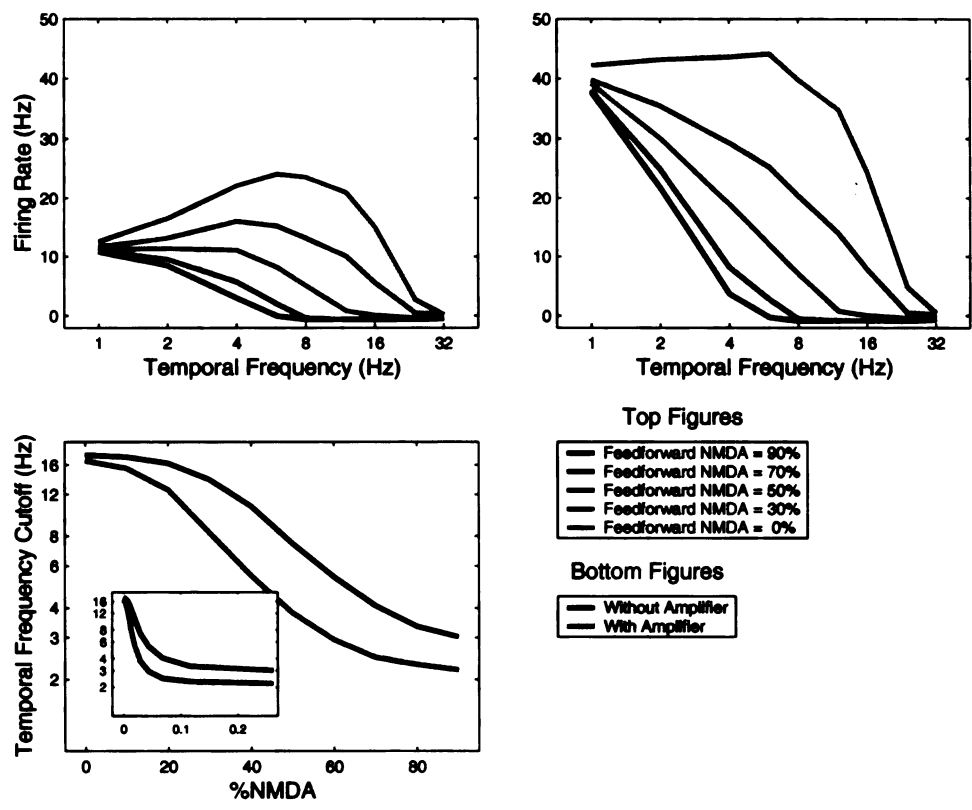 50
40
30
20
10
0
Firing Rate (Hz)
1 2 4 8 16 32
Temporal Frequency (Hz)
50
40
30
20
10
0
1 2 4 8 16 32
Temporal Frequency (Hz)
Top Figures
Feedforward NMDA = 90%
Feedforward NMDA = 70%
Feedforward NMDA = 50%
Feedforward NMDA = 30%
Feedforward NMDA = 0%
Bottom Figures
Without Amplifier
With Amplifier
Temporal Frequency Cutoff (Hz)
16
12
8
6
4
3
2
16
12
8
6
4
3
2
0 0.1 0.2
0 20 40 60 80
%NMDA